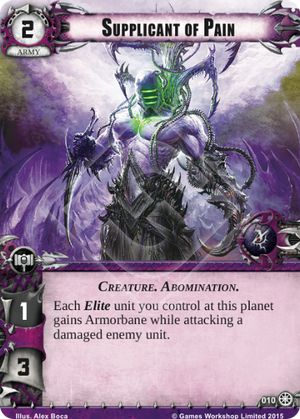 2
ARMY
SUPPLICANT OF PAIN
CREATURE. ABOMINATION.
1
3
Each Elite unit you control at this planet
gains Armorbane while attacking a
damaged enemy unit.
Illus. Alex Boca
© Games Workshop Limited 2015
010